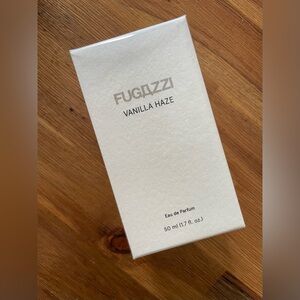 FUGAZZI
VANILLA HAZE
Eau de Parfum
50 ml (1.7 fl. oz.)